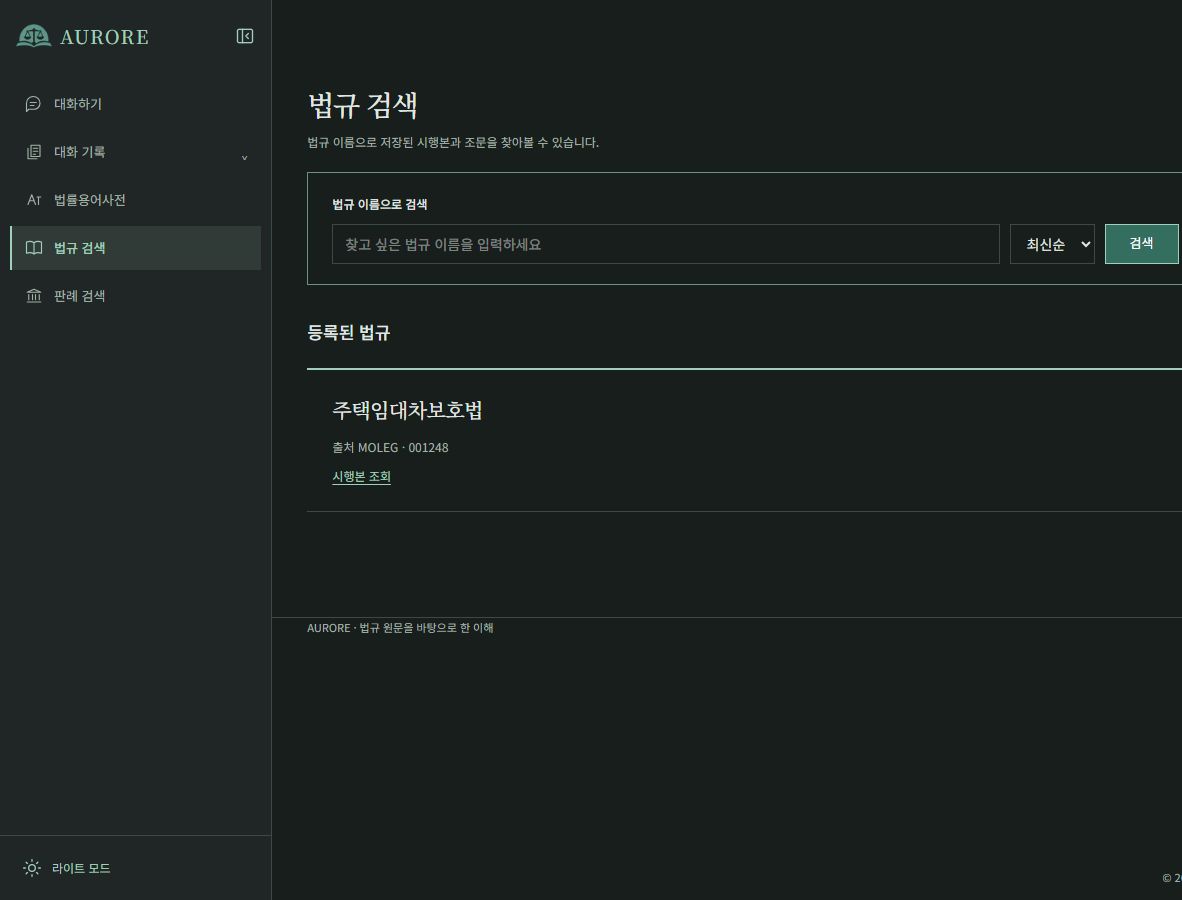 AURORE
대화하기
대화 기록
법률용어사전
법규 검색
판례 검색
라이트 모드
법규 검색
법규 이름으로 저장된 시행본과 조문을 찾아볼 수 있습니다.
법규 이름으로 검색
찾고 싶은 법규 이름을 입력하세요
최신순
검색
등록된 법규
주택임대차보호법
출처 MOLEG · 001248
시행본 조회
AURORE · 법규 원문을 바탕으로 한 이해
©